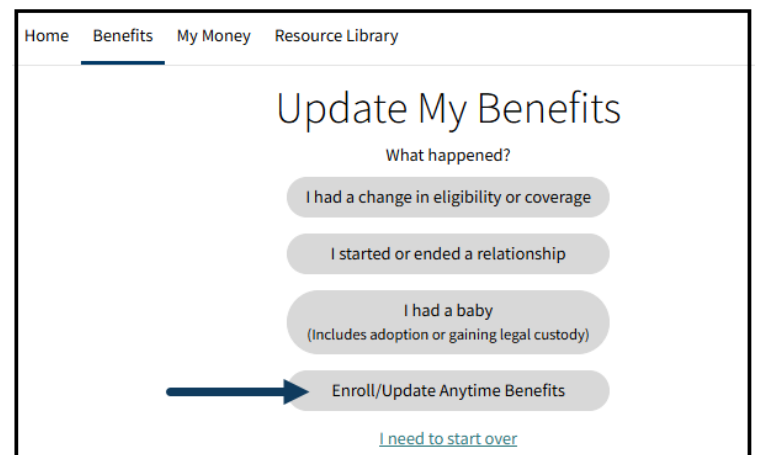 Home Benefits My Money Resource Library
Update My Benefits
What happened?
I had a change in eligibility or coverage
I started or ended a relationship
I had a baby
(Includes adoption or gaining legal custody)
Enroll/Update Anytime Benefits
I need to start over